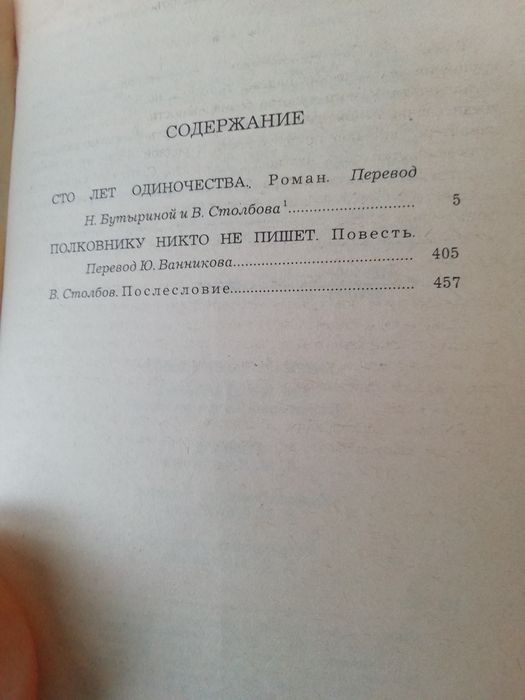 СОДЕРЖАНИЕ
СТО ЛЕТ ОДИНОЧЕСТВА. Роман. Перевод
Н. Бутыриной и В. Столбова¹.......................... 5
ПОЛКОВНИКУ НИКТО НЕ ПИШЕТ. Повесть.
Перевод Ю. Ванникова.................................. 405
В. Столбов. Послесловие.................................. 457